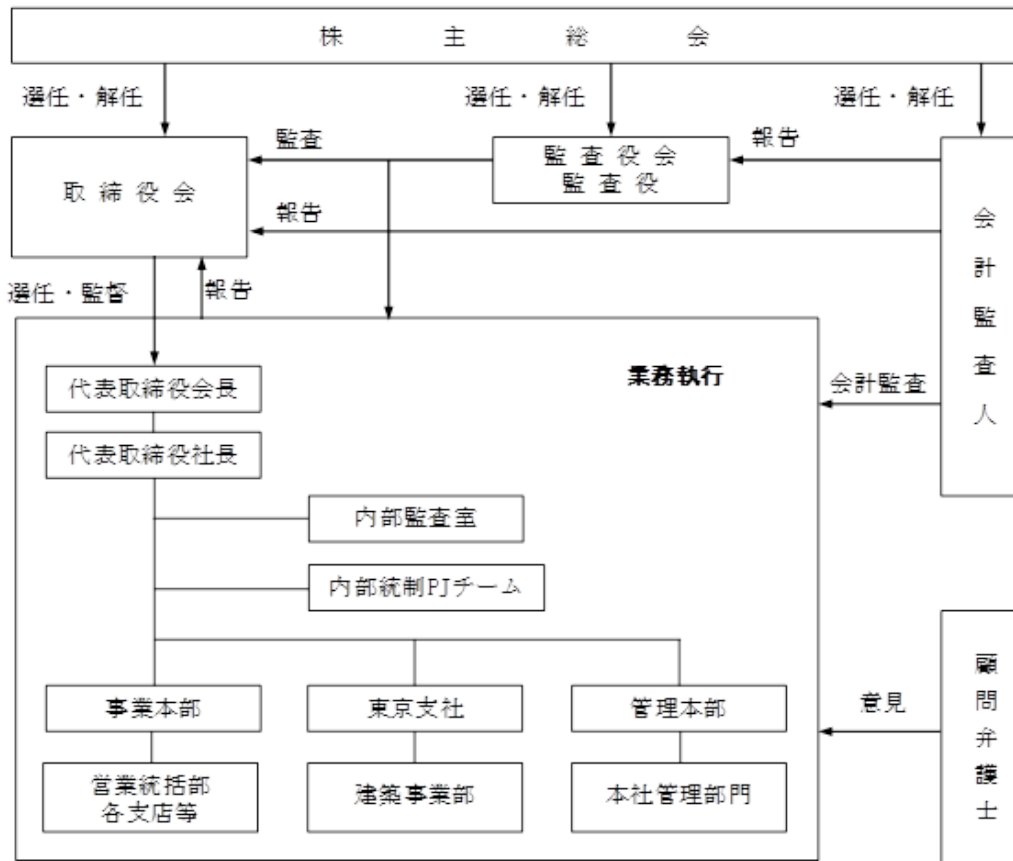 株主総会
選任・解任
選任・解任
選任・解任
取締役会
監査
監査役会
監査役
報告
報告
会計監査人
選任・監督
報告
業務執行
代表取締役会長
会計監査
代表取締役社長
内部監査室
内部統制PJチーム
事業本部
東京支社
管理本部
意見
顧問弁護士
営業統括部
各支店等
建築事業部
本社管理部門